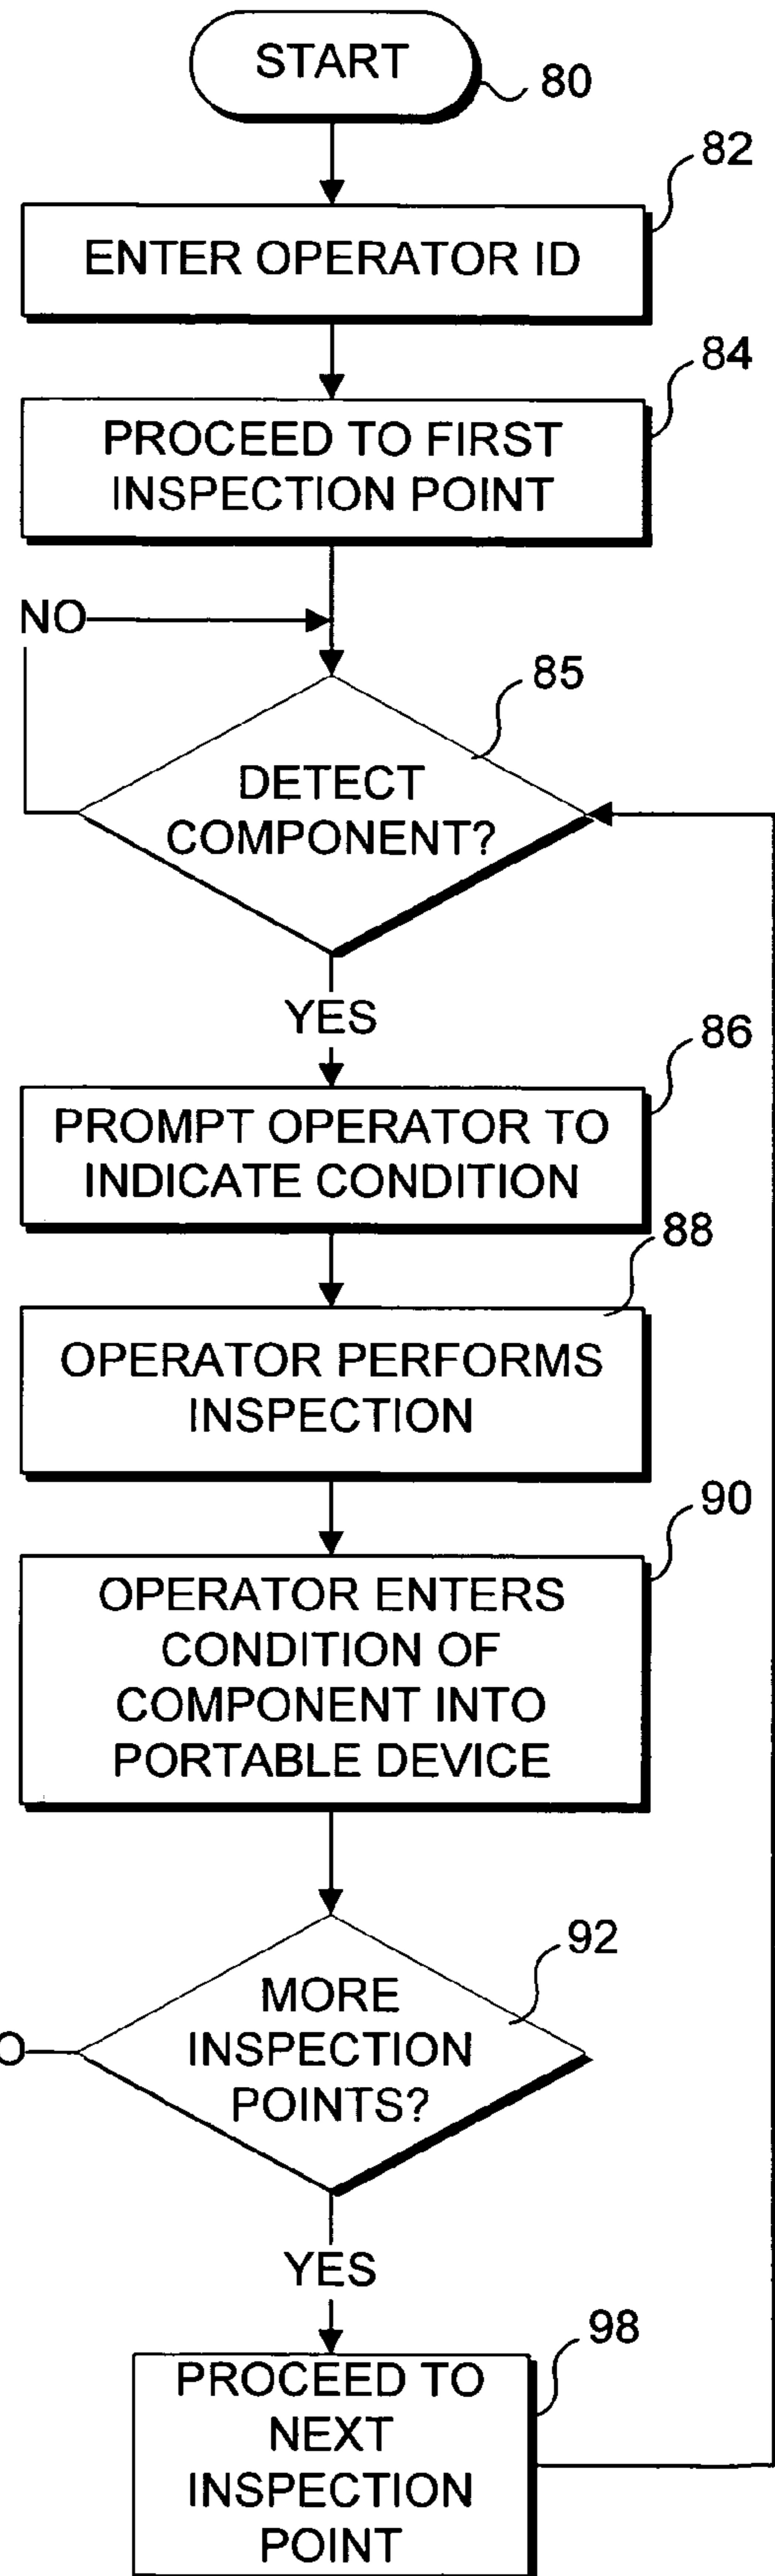 START
80
82
ENTER OPERATOR ID
84
PROCEED TO FIRST
INSPECTION POINT
NO
85
DETECT
COMPONENT?
YES
86
PROMPT OPERATOR TO
INDICATE CONDITION
88
OPERATOR PERFORMS
INSPECTION
90
OPERATOR ENTERS
CONDITION OF
COMPONENT INTO
PORTABLE DEVICE
92
MORE
INSPECTION
POINTS?
O
YES
98
PROCEED TO
NEXT
INSPECTION
POINT